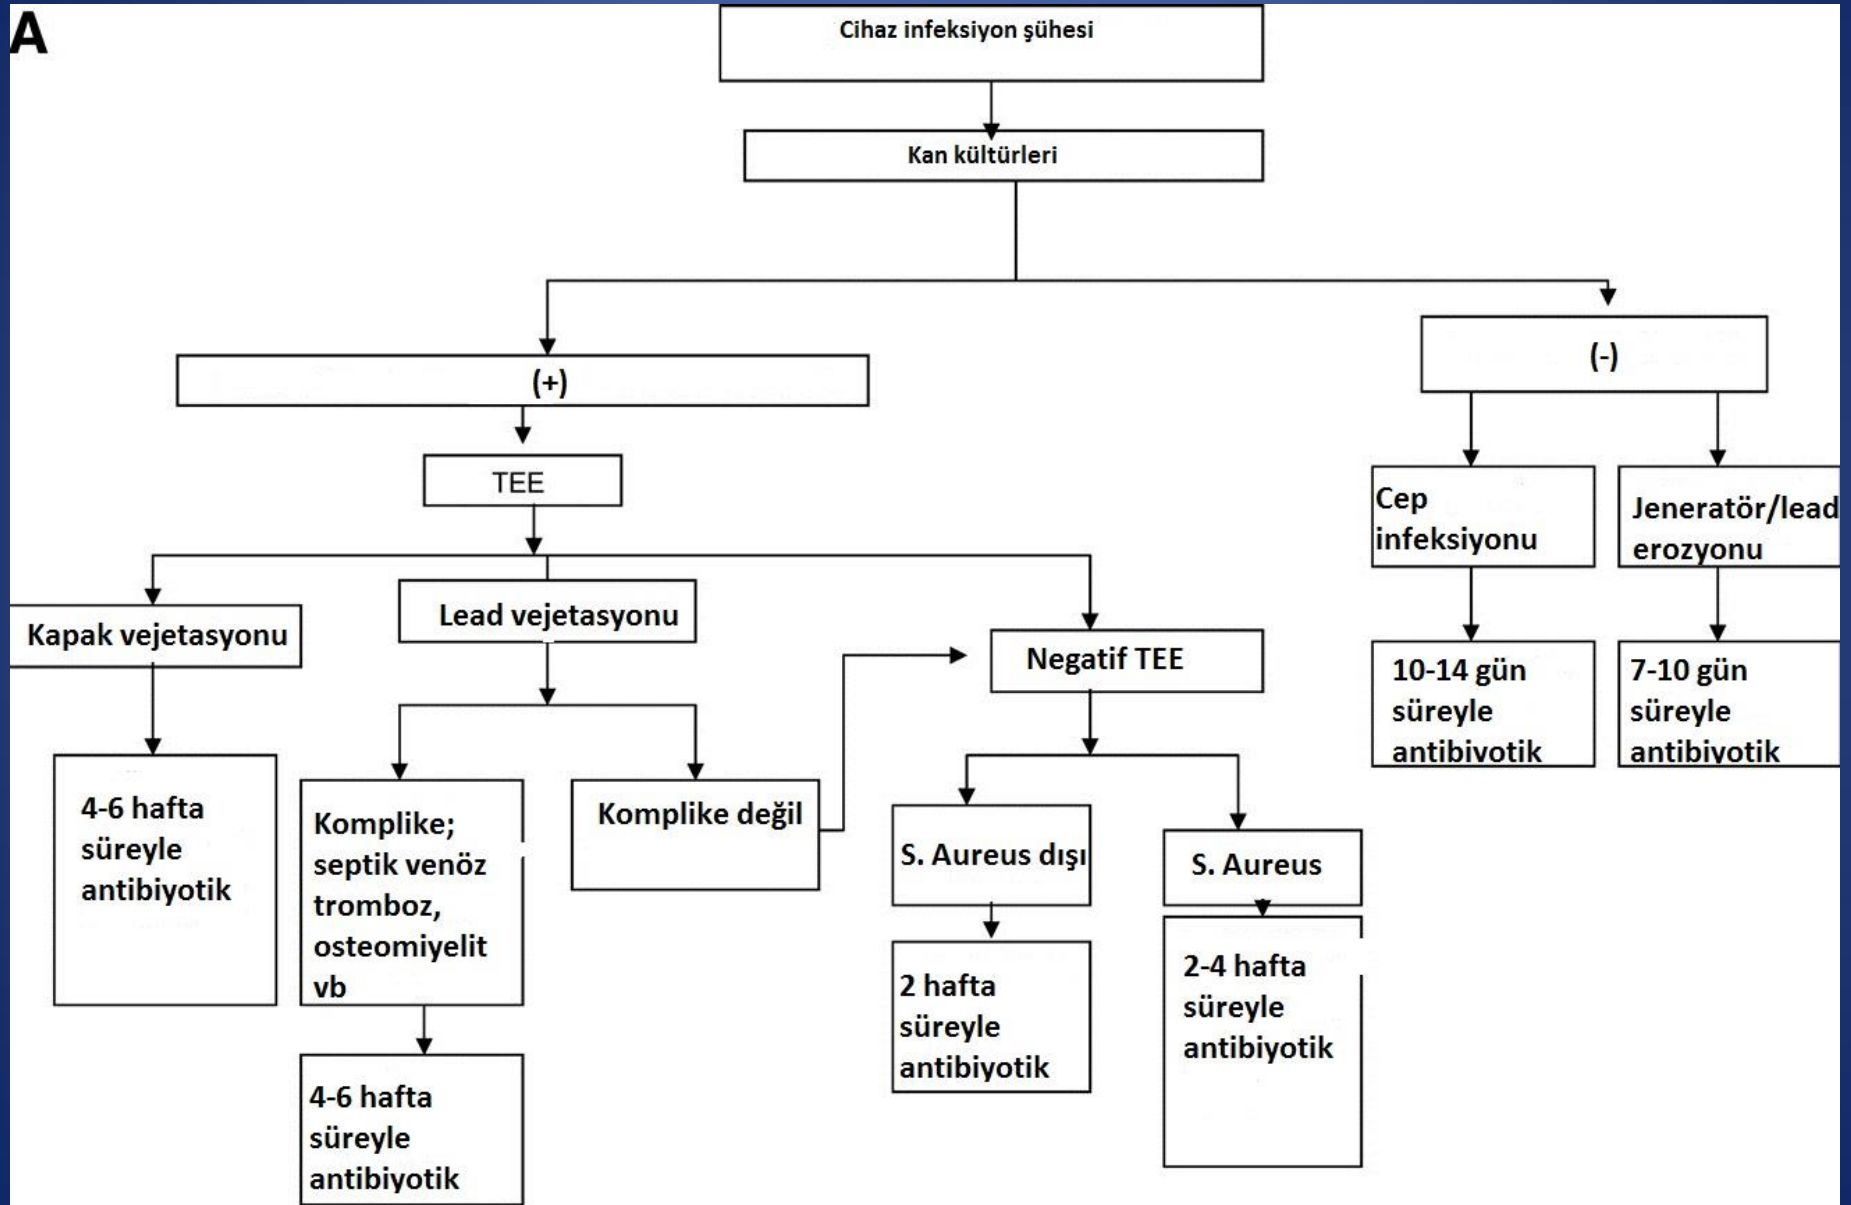 A
Cihaz infeksiyon şühesi
Kan kültürleri
(+)
(-)
TEE
Cep
infeksiyonu
Jeneratör/lead
erozyonu
Kapak vejetasyonu
Lead vejetasyonu
Negatif TEE
10-14 gün
süreyle
antibiyotik
7-10 gün
süreyle
antibiyotik
4-6 hafta
süreyle
antibiyotik
Komplike;
septik venöz
tromboz,
osteomiyelit
vb
Komplike değil
S. Aureus dışı
S. Aureus
2 hafta
süreyle
antibiyotik
2-4 hafta
süreyle
antibiyotik
4-6 hafta
süreyle
antibiyotik